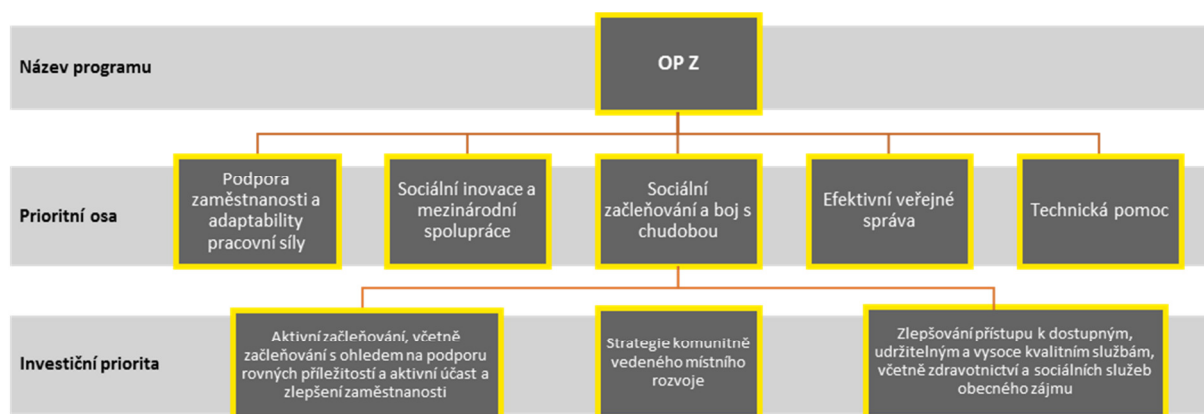 Název programu
OP Z
Prioritní osa
Podpora
zaměstnanosti a
adaptability
pracovní síly
Sociální inovace a
mezinárodní
spolupráce
Sociální
začleňování a boj s
chudobou
Efektivní veřejné
správa
Technická pomoc
Investiční priorita
Aktivní začleňování, včetně
začleňování s ohledem na podporu
rovných příležitostí a aktivní účast a
zlepšení zaměstnanosti
Strategie komunitně
vedeného místního
rozvoje
Zlepšování přístupu k dostupným,
udržitelným a vysoce kvalitním službám,
včetně zdravotnictví a sociálních služeb
obecného zájmu